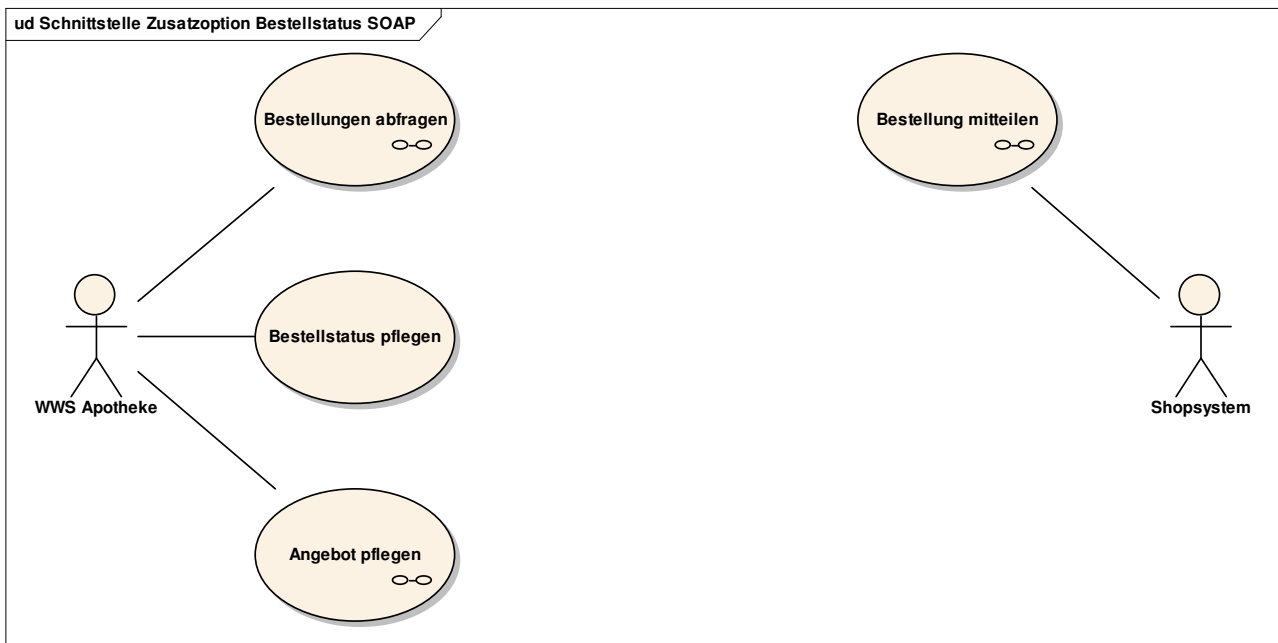 ud Schnittstelle Zusatzoption Bestellstatus SOAP
Bestellungen abfragen
Bestellung mitteilen
Bestellstatus pflegen
WWS Apotheke
Shopsystem
Angebot pflegen